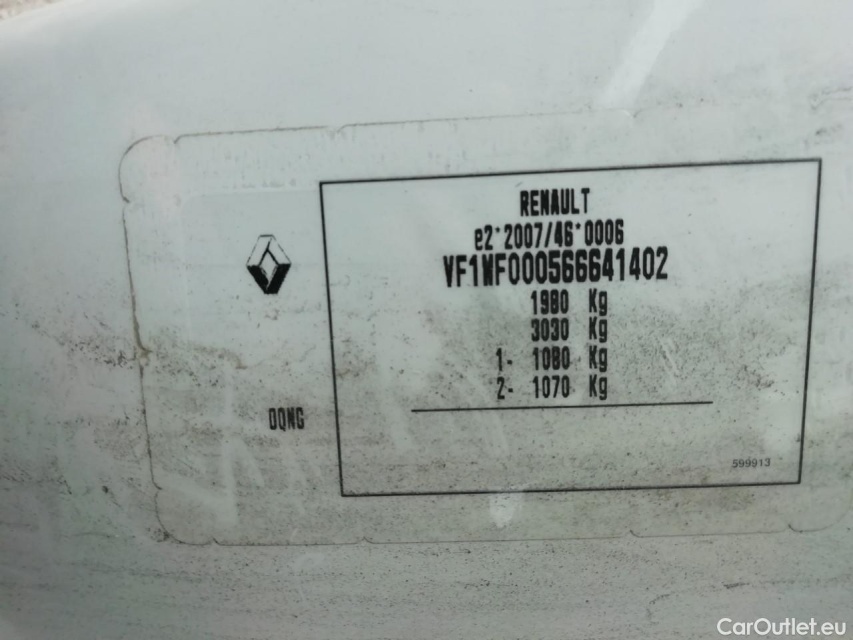 RENAULT
e2*2007/46*0006
VF1WF000566641402
1980 Kg
3030 Kg
1- 1080 Kg
2- 1070 Kg
DQNG
599913
CarOutlet.eu